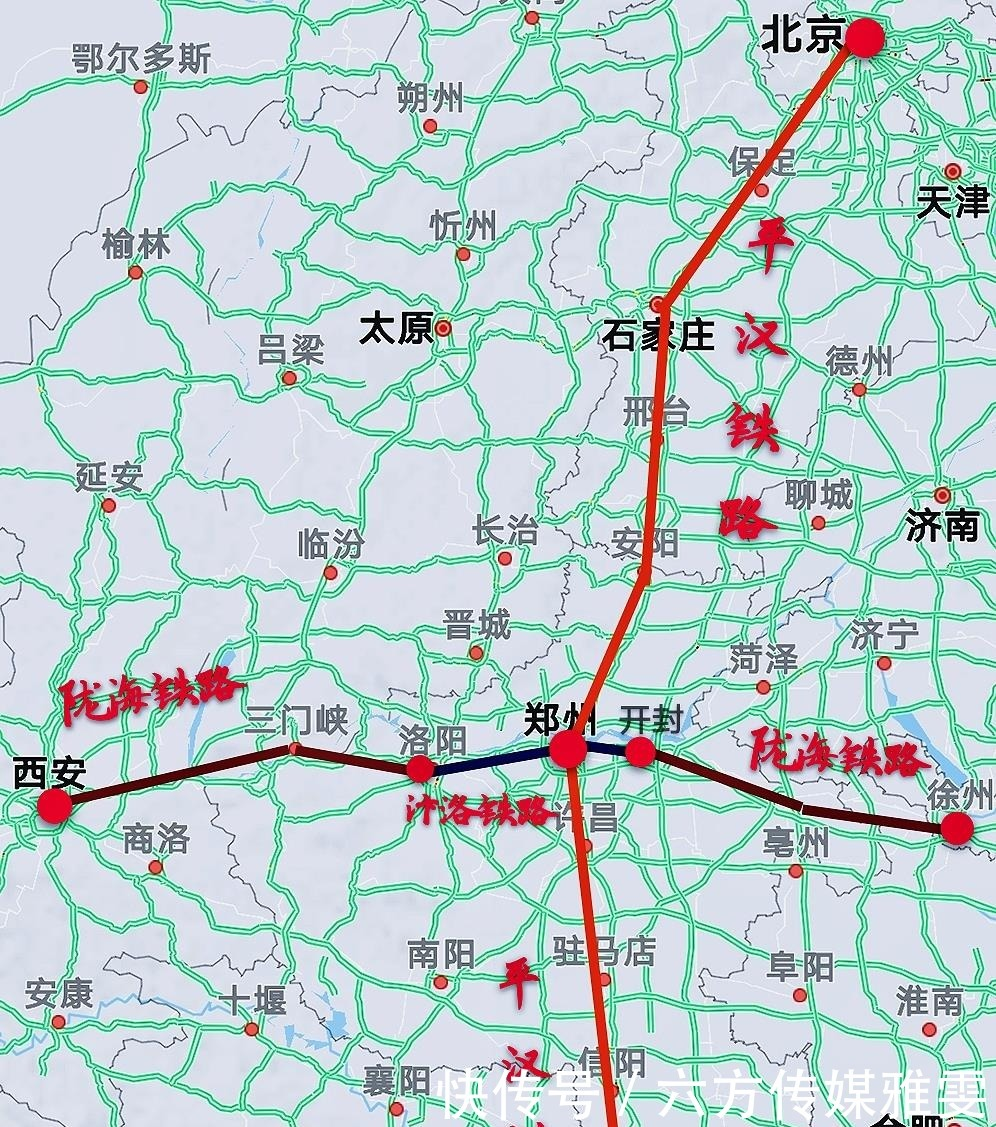 北京
鄂尔多斯
朔州
保定
天津
平汉铁路
忻州
榆林
太原
石家庄
吕梁
德州
邢台
延安
聊城
济南
临汾
长治
安阳
晋城
济宁
菏泽
陇海铁路
三门峡
洛阳
郑州
开封
陇海铁路
西安
徐州
汴洛铁路
许昌
商洛
亳州
南阳
驻马店
阜阳
平汉
安康
十堰
淮南
信阳
襄阳
快传号 / 六方传媒雅雯